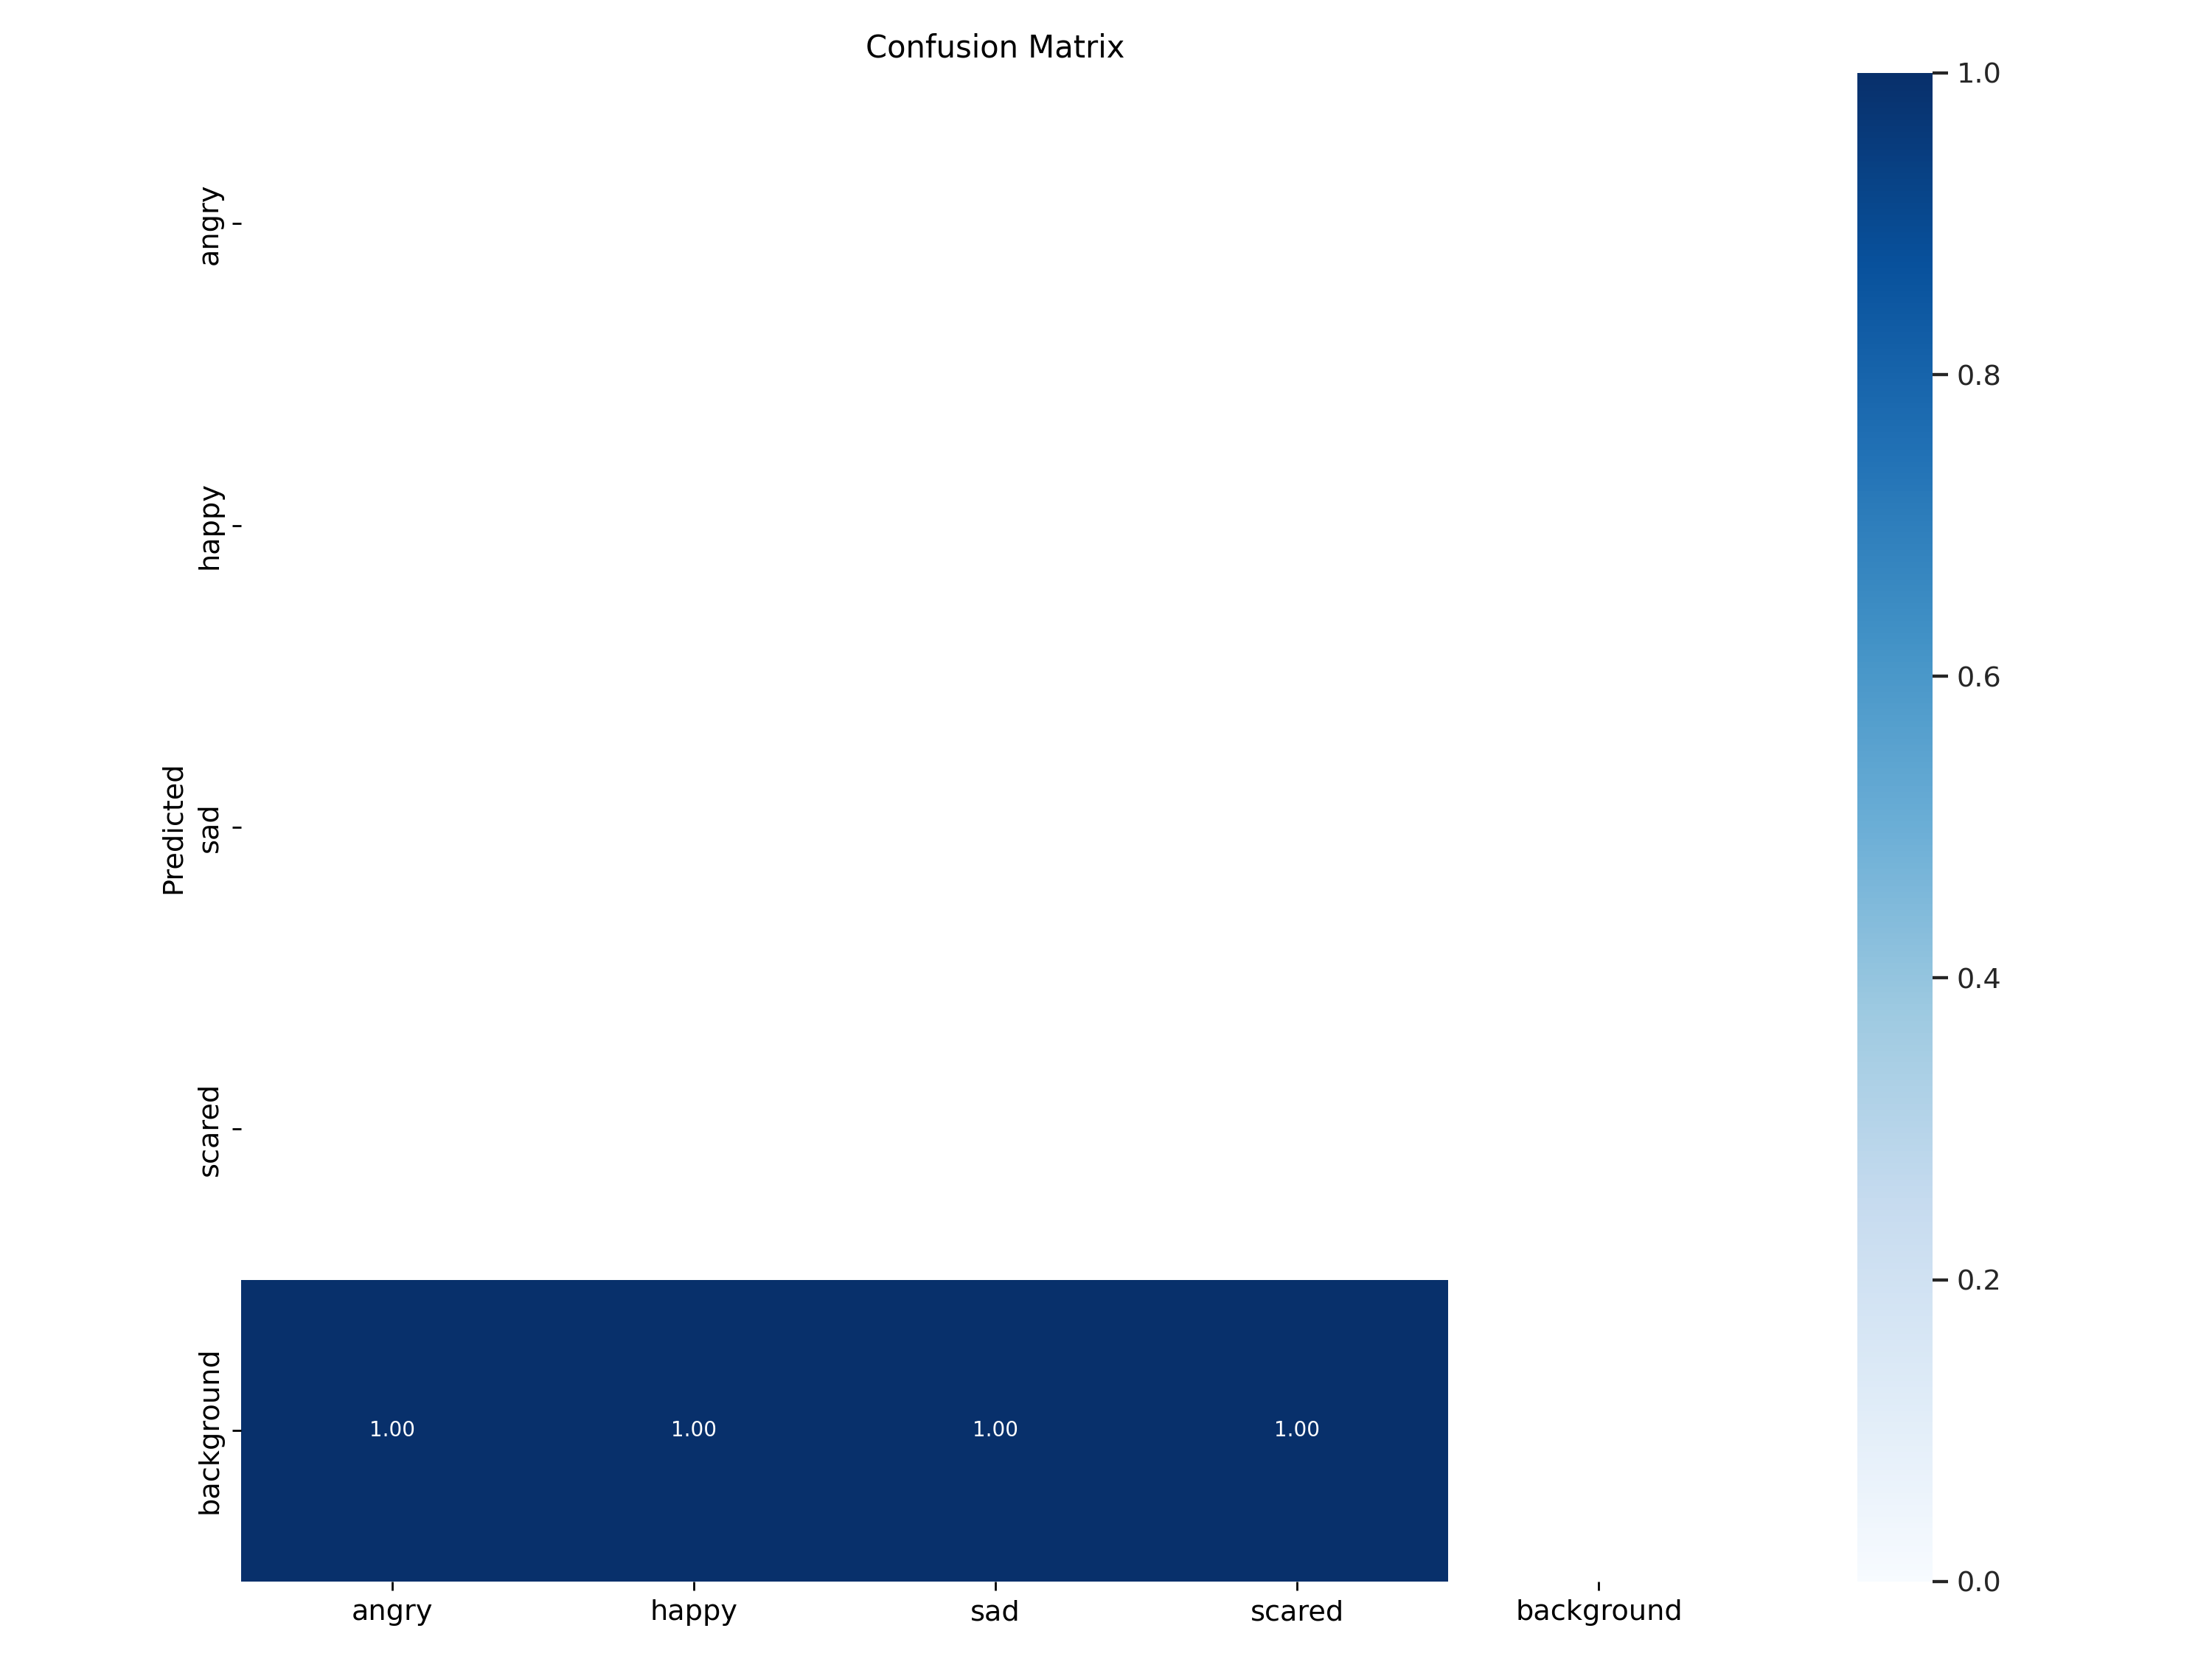 Confusion Matrix
1.0
0.8
0.6
0.4
0.2
0.0
Predicted
angry
happy
sad
scared
background
1.00 1.00 1.00 1.00
angry happy sad scared background